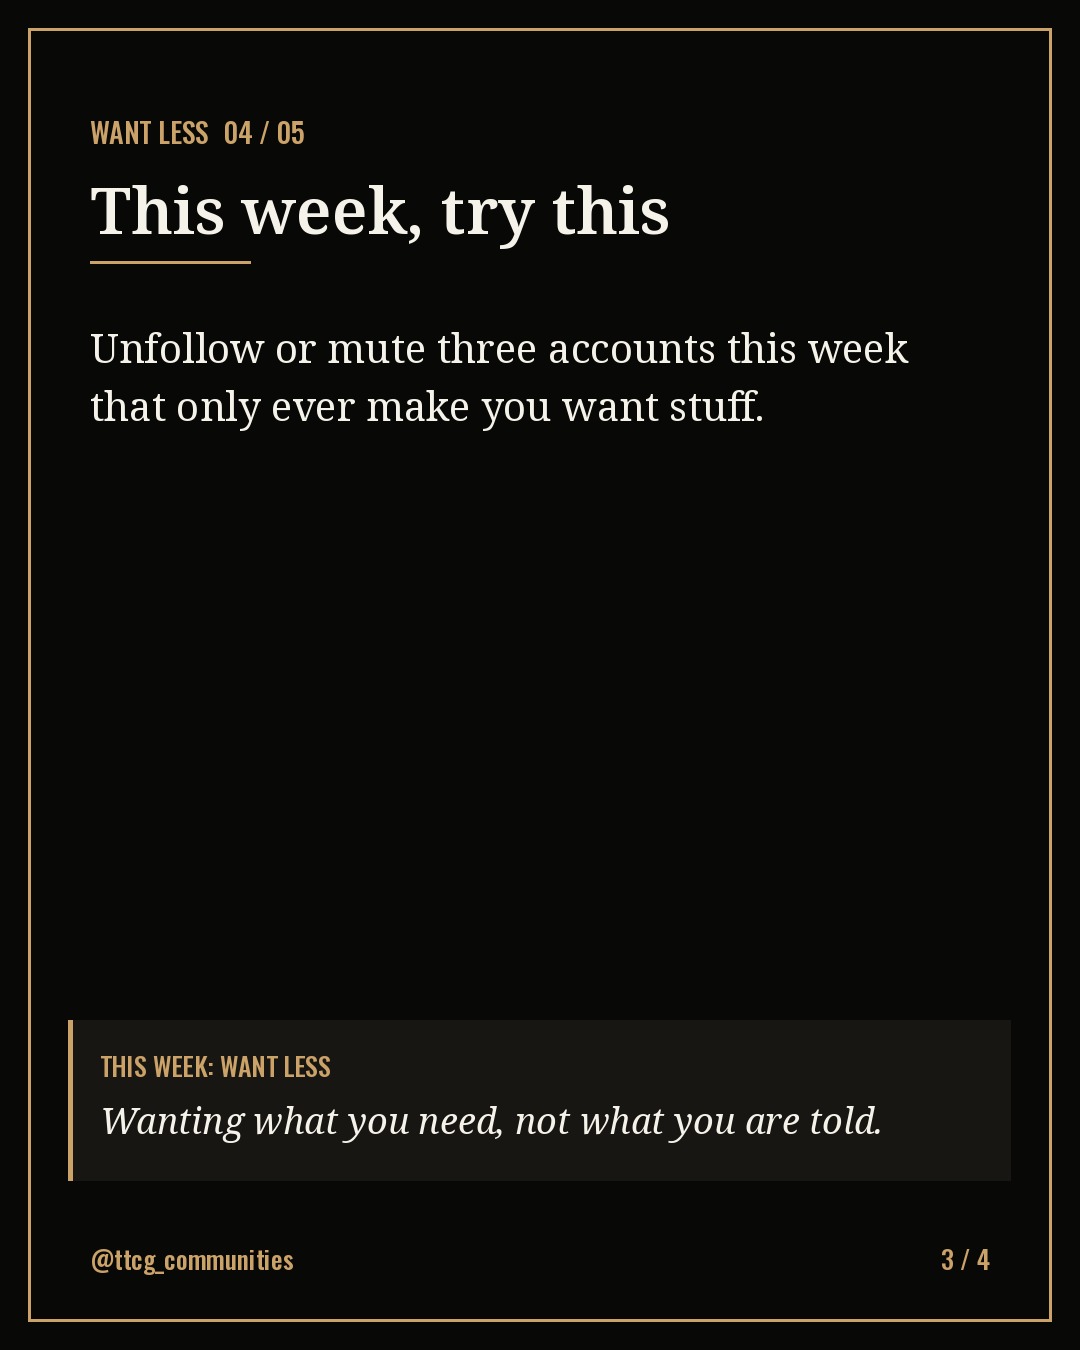 WANT LESS 04 / 05
This week, try this
Unfollow or mute three accounts this week
that only ever make you want stuff.
THIS WEEK: WANT LESS
Wanting what you need, not what you are told.
@ttcg_communities
3 / 4